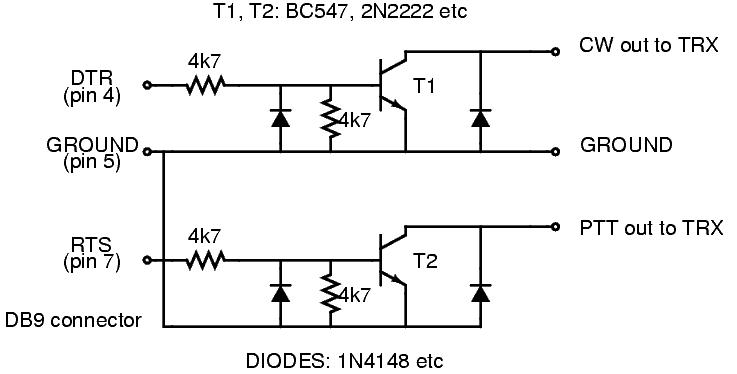 T1, T2: BC547, 2N2222 etc
CW out to TRX
4k7
DTR
(pin 4)
T1
4k7
GROUND
(pin 5)
GROUND
PTT out to TRX
4k7
RTS
(pin 7)
T2
4k7
DB9 connector
DIODES: 1N4148 etc